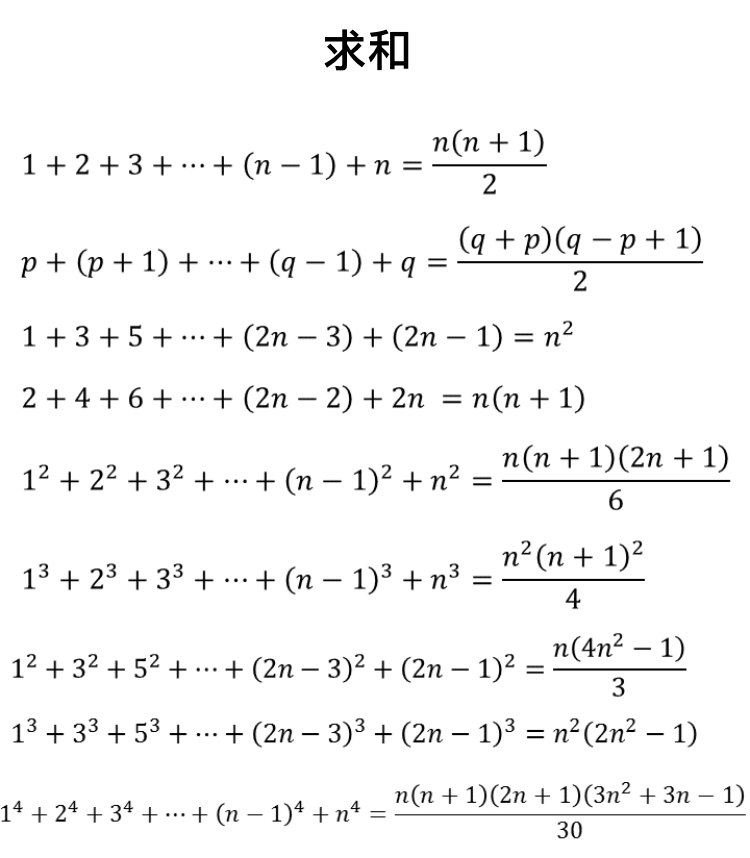 求和
1 + 2 + 3 + ⋯ + (n − 1) + n = n(n + 1)/2
p + (p + 1) + ⋯ + (q − 1) + q = (q + p)(q − p + 1)/2
1 + 3 + 5 + ⋯ + (2n − 3) + (2n − 1) = n²
2 + 4 + 6 + ⋯ + (2n − 2) + 2n = n(n + 1)
1² + 2² + 3² + ⋯ + (n − 1)² + n² = n(n + 1)(2n + 1)/6
1³ + 2³ + 3³ + ⋯ + (n − 1)³ + n³ = n²(n + 1)²/4
1² + 3² + 5² + ⋯ + (2n − 3)² + (2n − 1)² = n(4n² − 1)/3
1³ + 3³ + 5³ + ⋯ + (2n − 3)³ + (2n − 1)³ = n²(2n² − 1)
1⁴ + 2⁴ + 3⁴ + ⋯ + (n − 1)⁴ + n⁴ = n(n + 1)(2n + 1)(3n² + 3n − 1)/30